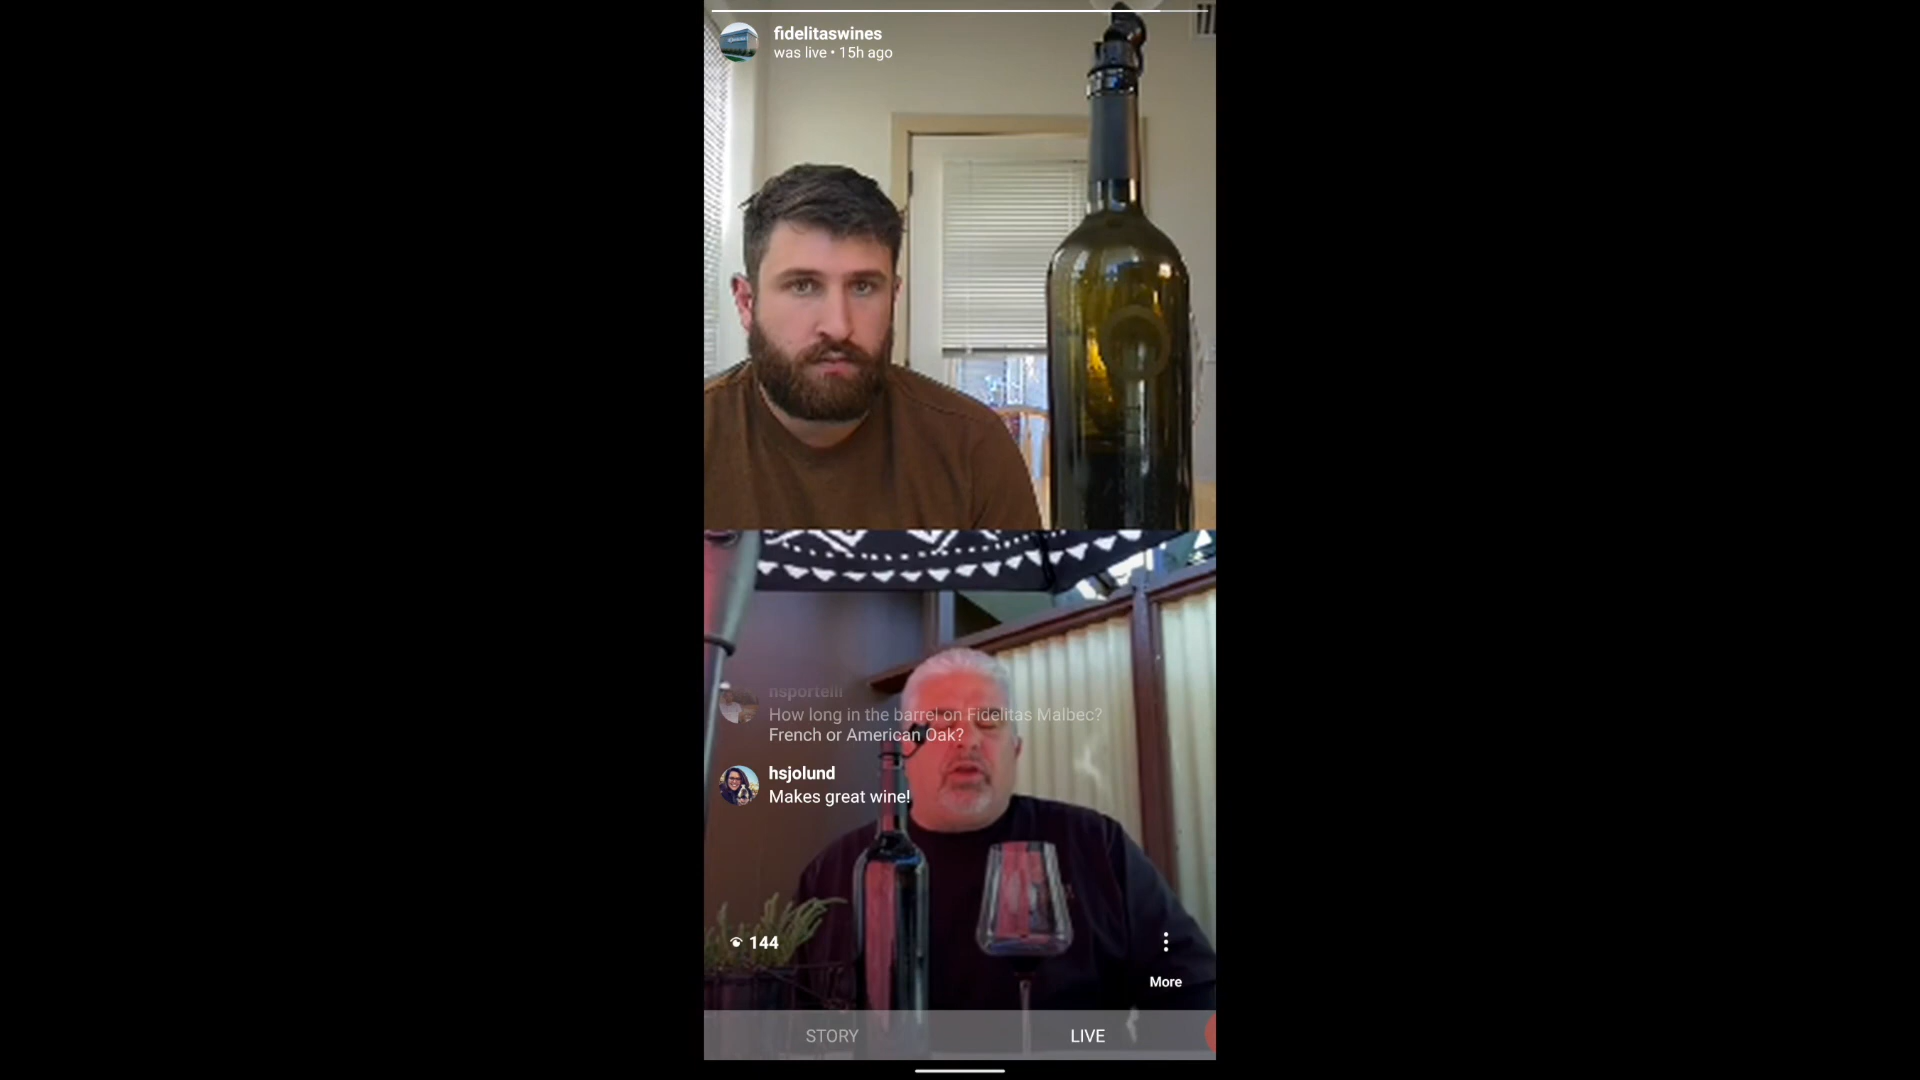 fidelitaswines
was live • 15h ago
nsportelli
How long in the barrel on Fidelitas Malbec?
French or American Oak?
hsjolund
Makes great wine!
144
More
STORY
LIVE